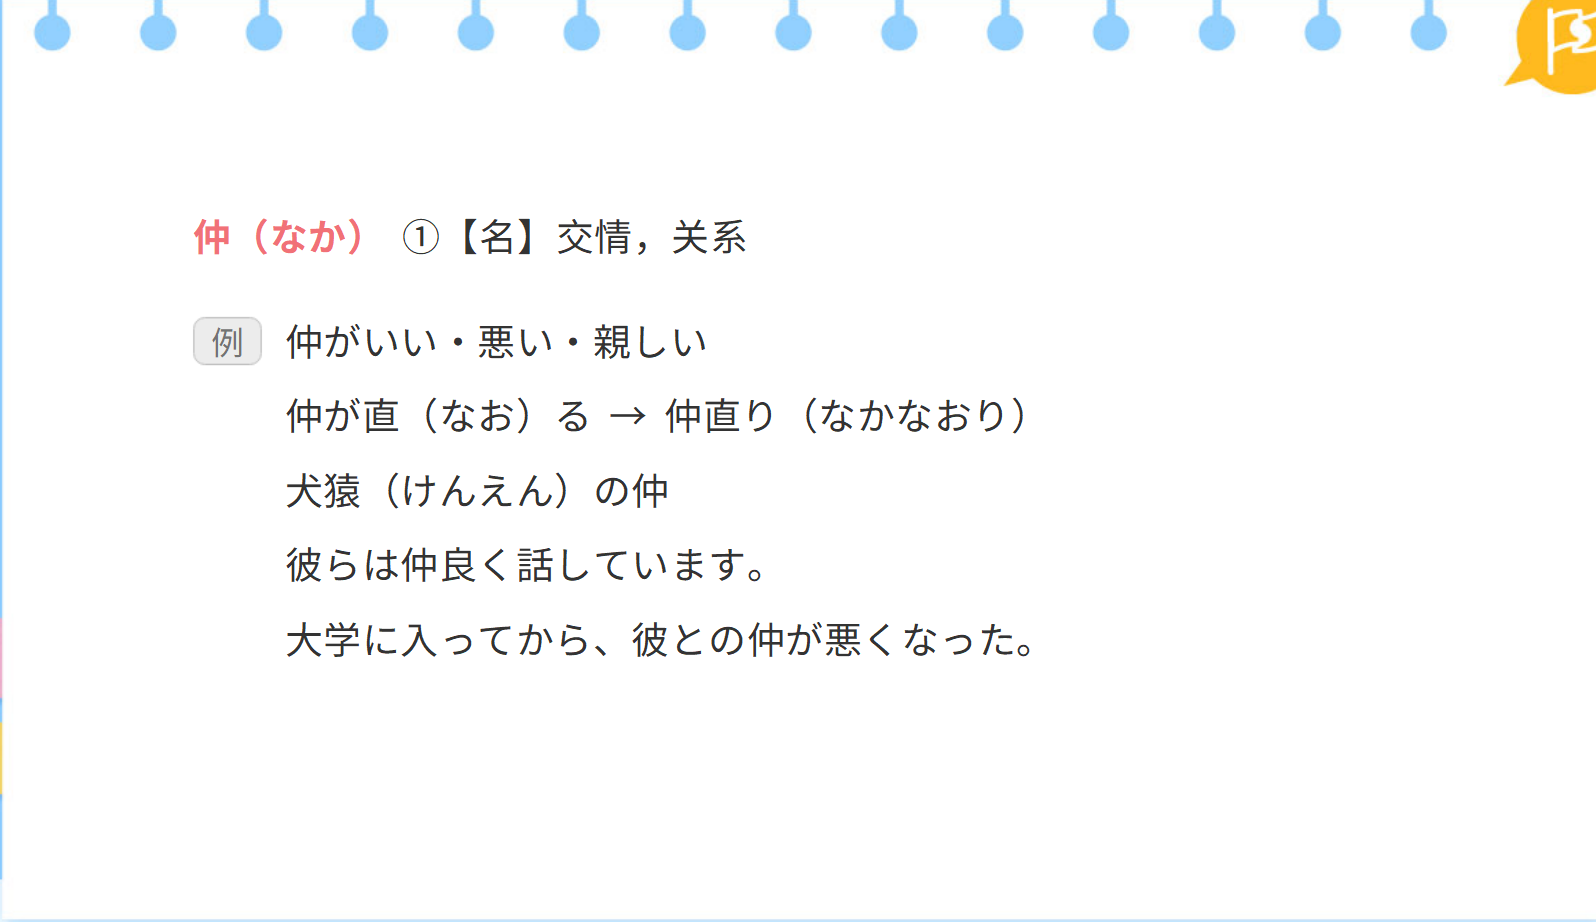 仲（なか） ①【名】交情，关系
例 仲がいい・悪い・親しい
仲が直（なお）る → 仲直り（なかなおり）
犬猿（けんえん）の仲
彼らは仲良く話しています。
大学に入ってから、彼との仲が悪くなった。